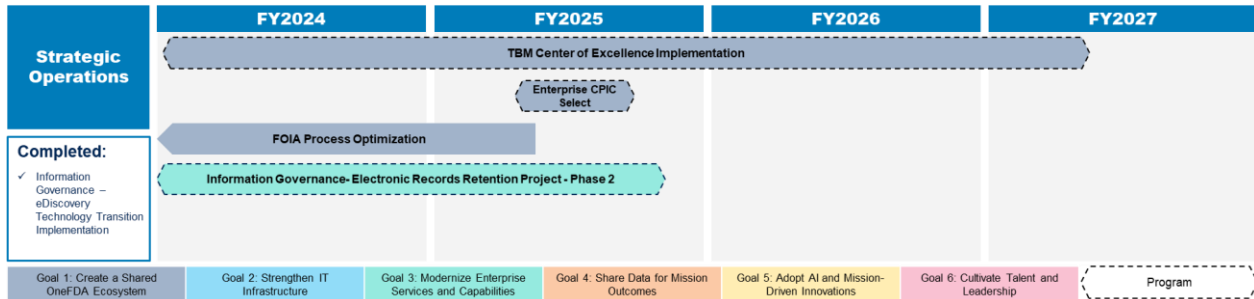 FY2024
FY2025
FY2026
FY2027
Strategic
Operations
TBM Center of Excellence Implementation
Enterprise CPIC
Select
FOIA Process Optimization
Information Governance- Electronic Records Retention Project - Phase 2
Completed:
✓ Information
Governance –
eDiscovery
Technology Transition
Implementation
Goal 1: Create a Shared
OneFDA Ecosystem
Goal 2: Strengthen IT
Infrastructure
Goal 3: Modernize Enterprise
Services and Capabilities
Goal 4: Share Data for Mission
Outcomes
Goal 5: Adopt AI and Mission-
Driven Innovations
Goal 6: Cultivate Talent and
Leadership
Program